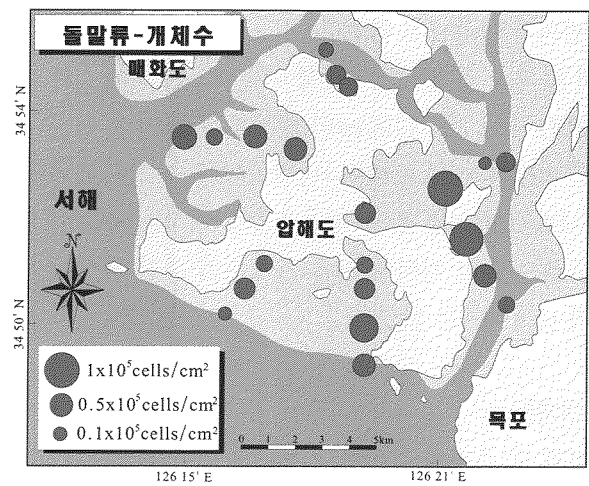 돌말류-개체수
매화도
34 54' N
서해
N
압해도
34 50' N
1x10⁵cells/cm²
0.5x10⁵cells/cm²
0.1x10⁵cells/cm²
0 1 2 3 4 5km
목포
126 15' E
126 21' E